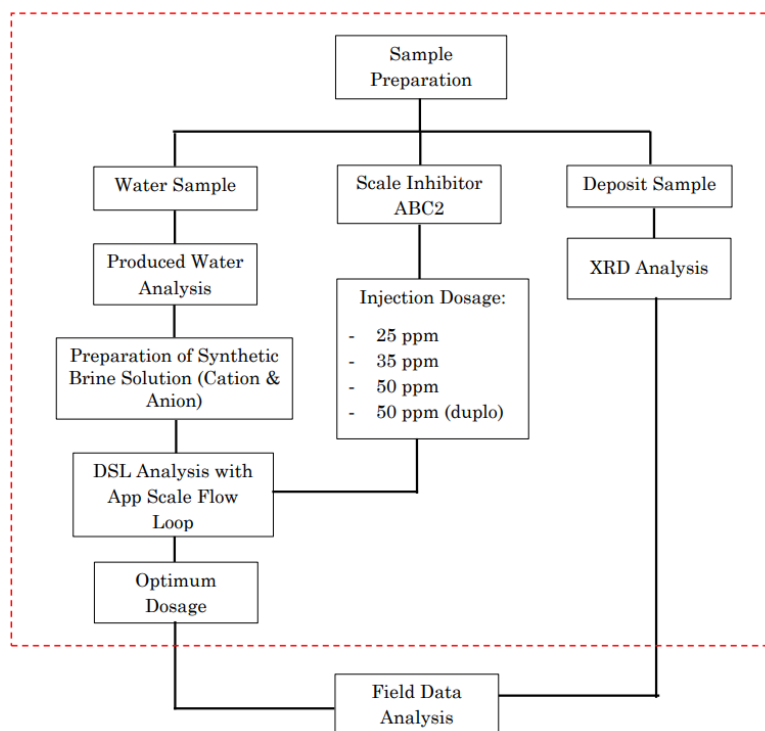 Sample
Preparation
Water Sample
Scale Inhibitor
ABC2
Deposit Sample
Produced Water
Analysis
XRD Analysis
Injection Dosage:
- 25 ppm
- 35 ppm
- 50 ppm
- 50 ppm (duplo)
Preparation of Synthetic
Brine Solution (Cation &
Anion)
DSL Analysis with
App Scale Flow
Loop
Optimum
Dosage
Field Data
Analysis